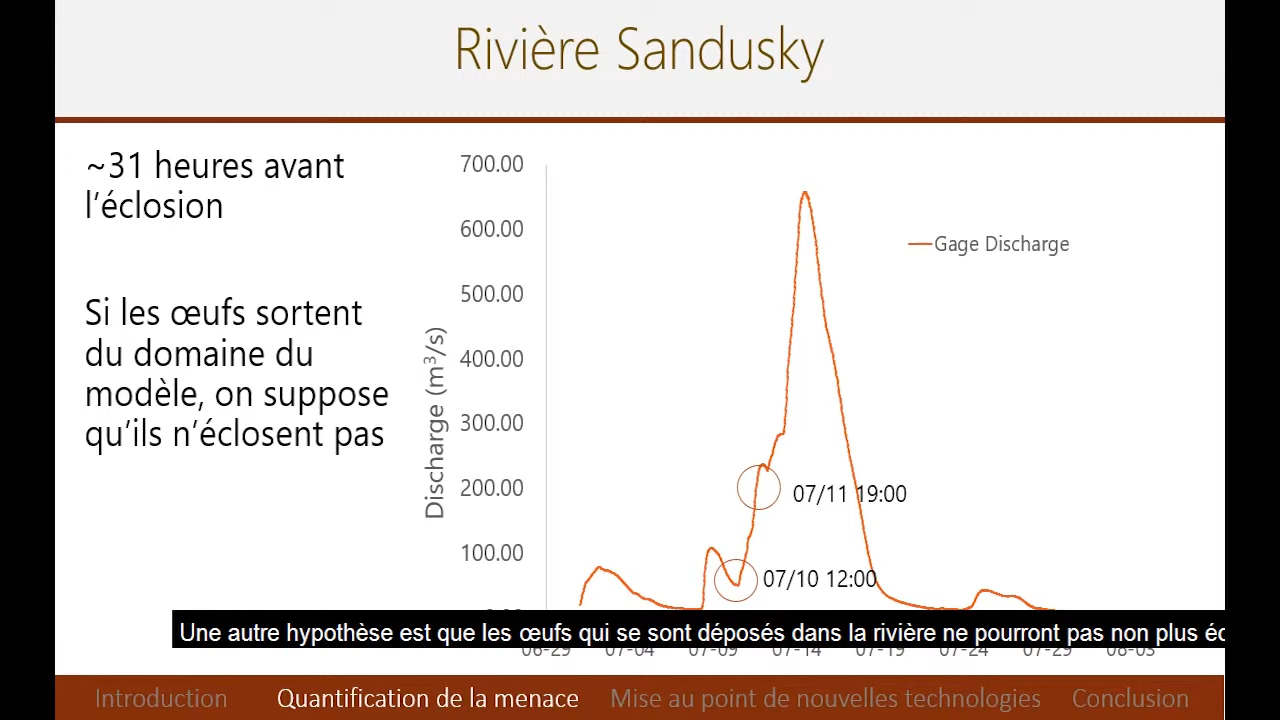 Rivière Sandusky
~31 heures avant
l'éclosion
Si les œufs sortent
du domaine du
modèle, on suppose
qu'ils n'éclosent pas
700.00
600.00
500.00
400.00
300.00
200.00
100.00
Discharge (m³/s)
Gage Discharge
07/11 19:00
07/10 12:00
Une autre hypothèse est que les œufs qui se sont déposés dans la rivière ne pourront pas non plus
06-29 07-04 07-09 07-14 07-19 07-24 07-29 08-03
Introduction Quantification de la menace Mise au point de nouvelles technologies Conclusion